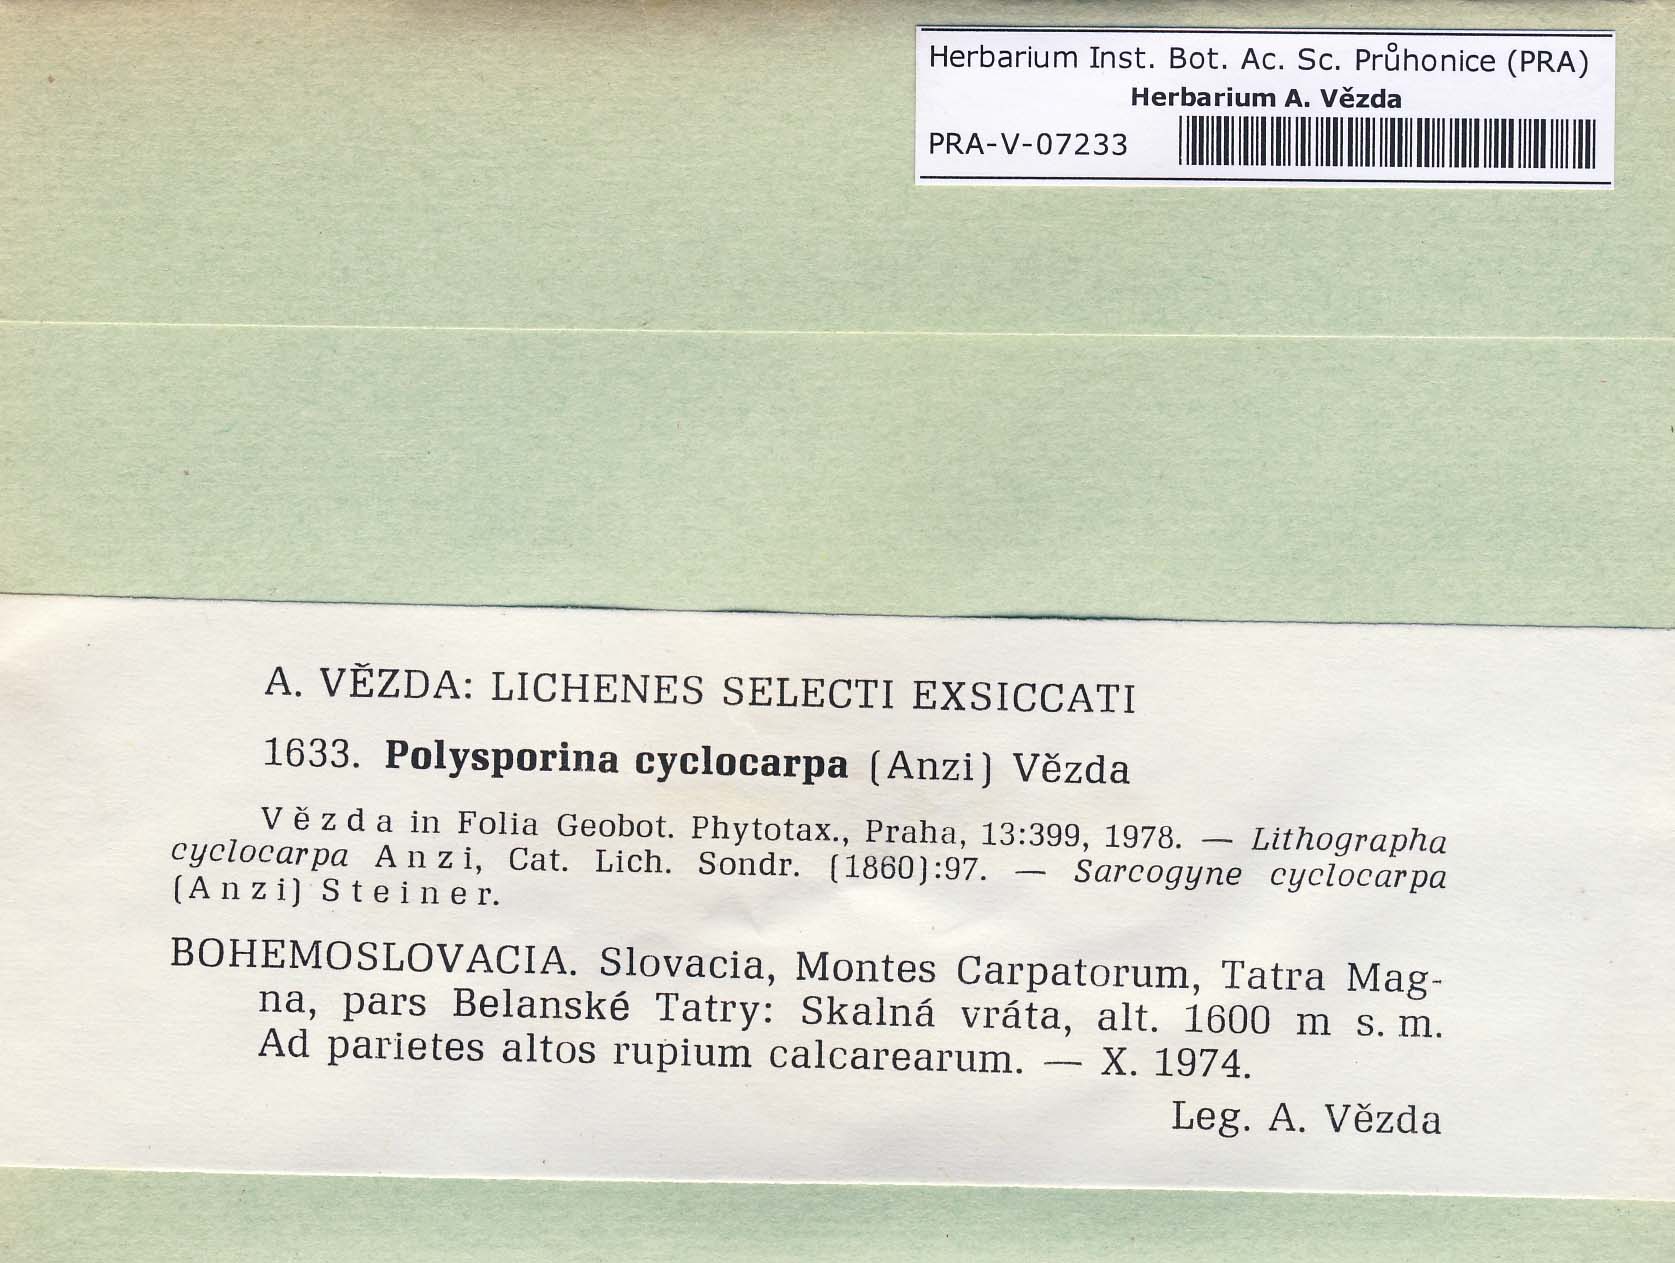 Herbarium Inst. Bot. Ac. Sc. Průhonice (PRA)
Herbarium A. Vězda
PRA-V-07233
A. VĚZDA: LICHENES SELECTI EXSICCATI
1633. Polysporina cyclocarpa (Anzi) Vězda
Vězda in Folia Geobot. Phytotax., Praha, 13:399, 1978. — Lithographa
cyclocarpa Anzi, Cat. Lich. Sondr. (1860):97. — Sarcogyne cyclocarpa
(Anzi) Steiner.
BOHEMOSLOVACIA. Slovacia, Montes Carpatorum, Tatra Mag-
na, pars Belanské Tatry: Skalná vráta, alt. 1600 m s. m.
Ad parietes altos rupium calcarearum. — X. 1974.
Leg. A. Vězda